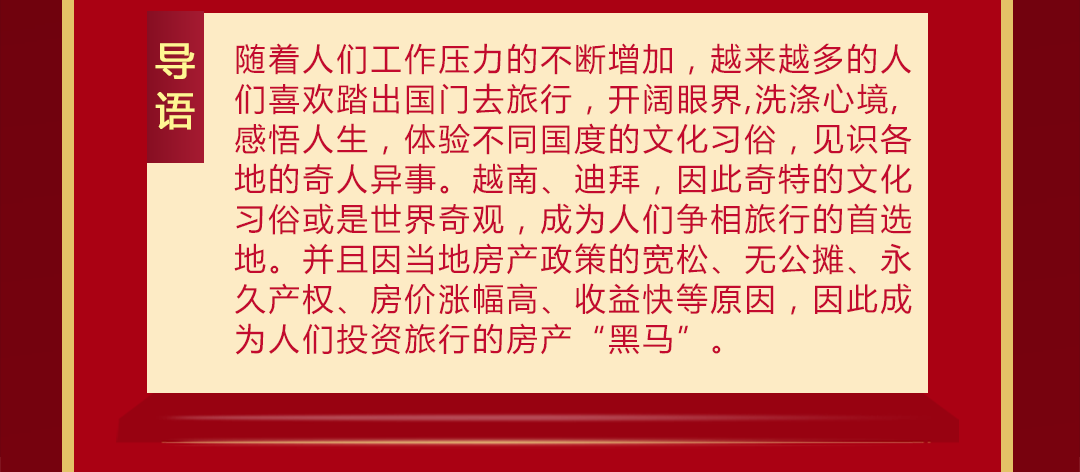 导语
随着人们工作压力的不断增加，越来越多的人
们喜欢踏出国门去旅行，开阔眼界,洗涤心境,
感悟人生，体验不同国度的文化习俗，见识各
地的奇人异事。越南、迪拜，因此奇特的文化
习俗或是世界奇观，成为人们争相旅行的首选
地。并且因当地房产政策的宽松、无公摊、永
久产权、房价涨幅高、收益快等原因，因此成
为人们投资旅行的房产“黑马”。